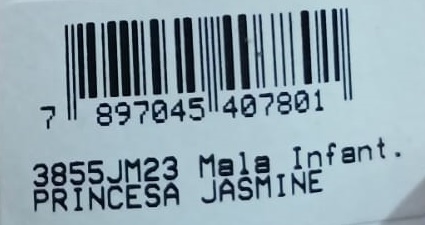 7 897045 407801
3855JM23 Mala Infant.
PRINCESA JASMINE